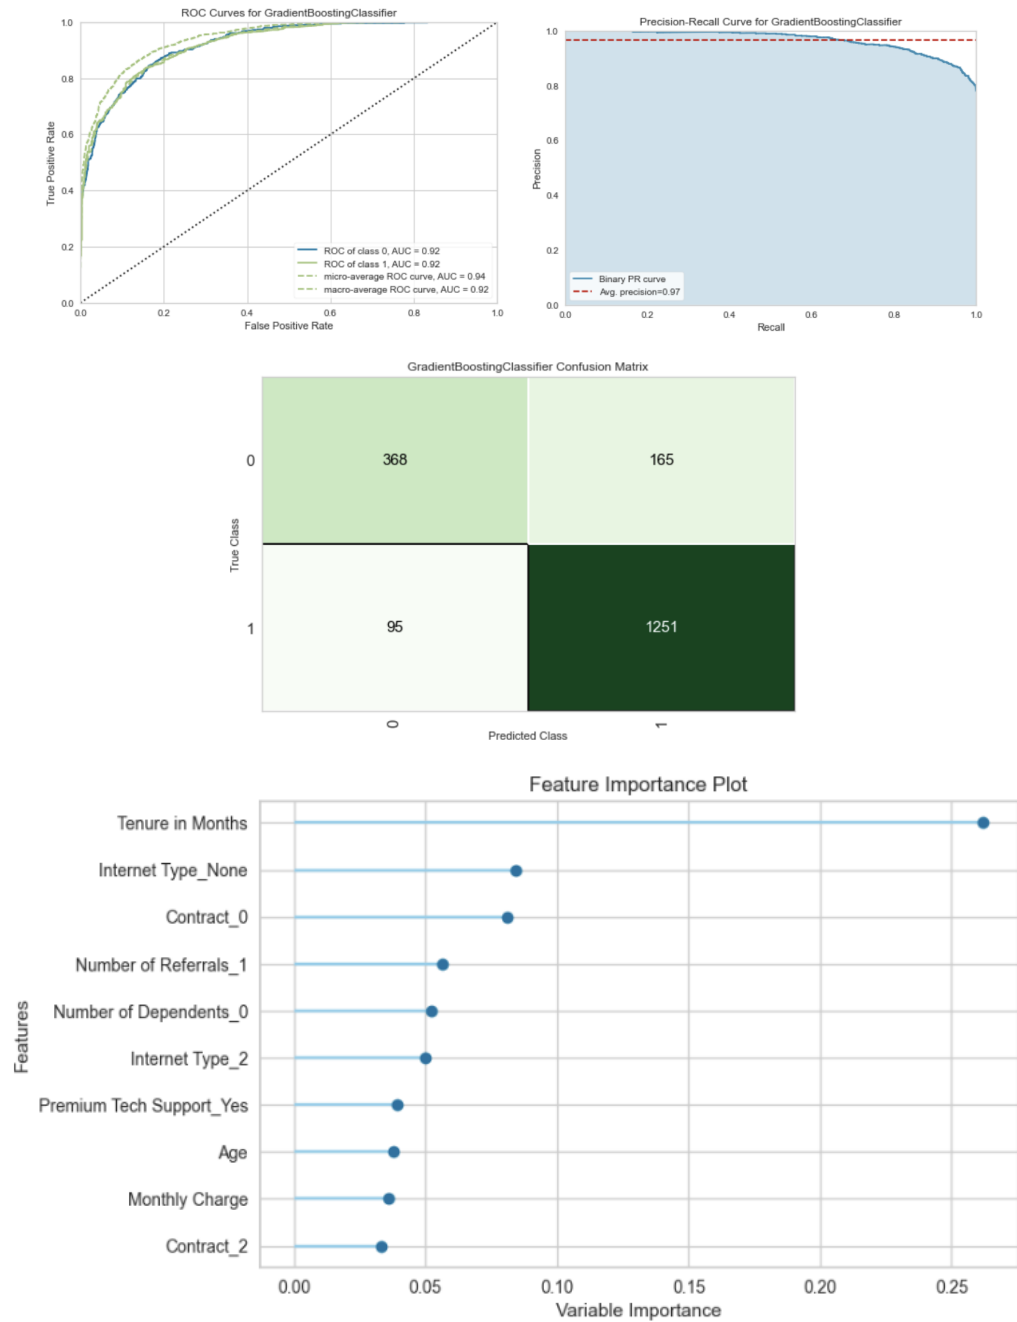 ROC Curves for GradientBoostingClassifier
1.0
0.8
0.6
0.4
0.2
0.0
True Positive Rate
ROC of class 0, AUC = 0.92
ROC of class 1, AUC = 0.92
micro-average ROC curve, AUC = 0.94
macro-average ROC curve, AUC = 0.92
0.0 0.2 0.4 0.6 0.8 1.0
False Positive Rate
Precision-Recall Curve for GradientBoostingClassifier
1.0
0.8
0.6
0.4
0.2
0.0
Precision
Binary PR curve
Avg. precision=0.97
0.0 0.2 0.4 0.6 0.8 1.0
Recall
GradientBoostingClassifier Confusion Matrix
0 368 165
True Class
1 95 1251
0 1
Predicted Class
Feature Importance Plot
Features
Tenure in Months
Internet Type_None
Contract_0
Number of Referrals_1
Number of Dependents_0
Internet Type_2
Premium Tech Support_Yes
Age
Monthly Charge
Contract_2
0.00 0.05 0.10 0.15 0.20 0.25
Variable Importance